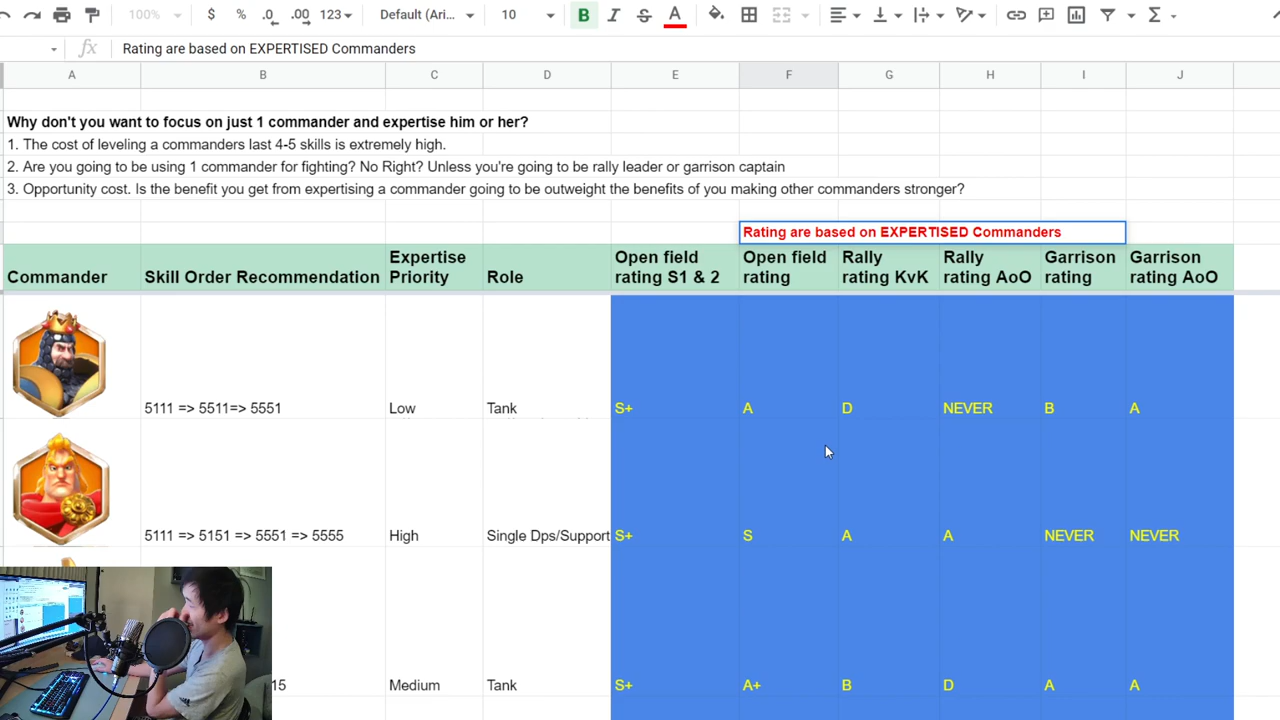 100%
$ % .0 .00 123 Default (Ari... 10 B I S A
fx Rating are based on EXPERTISED Commanders
A B C D E F G H I J
Why don't you want to focus on just 1 commander and expertise him or her?
1. The cost of leveling a commanders last 4-5 skills is extremely high.
2. Are you going to be using 1 commander for fighting? No Right? Unless you're going to be rally leader or garrison captain
3. Opportunity cost. Is the benefit you get from expertising a commander going to be outweight the benefits of you making other commanders stronger?
Rating are based on EXPERTISED Commanders
Commander Skill Order Recommendation Expertise Priority Role Open field rating S1 & 2 Open field rating Rally rating KvK Rally rating AoO Garrison rating Garrison rating AoO
5111 => 5511=> 5551 Low Tank S+ A D NEVER B A
5111 => 5151 => 5551 => 5555 High Single Dps/Support S+ S A A NEVER NEVER
15 Medium Tank S+ A+ B D A A